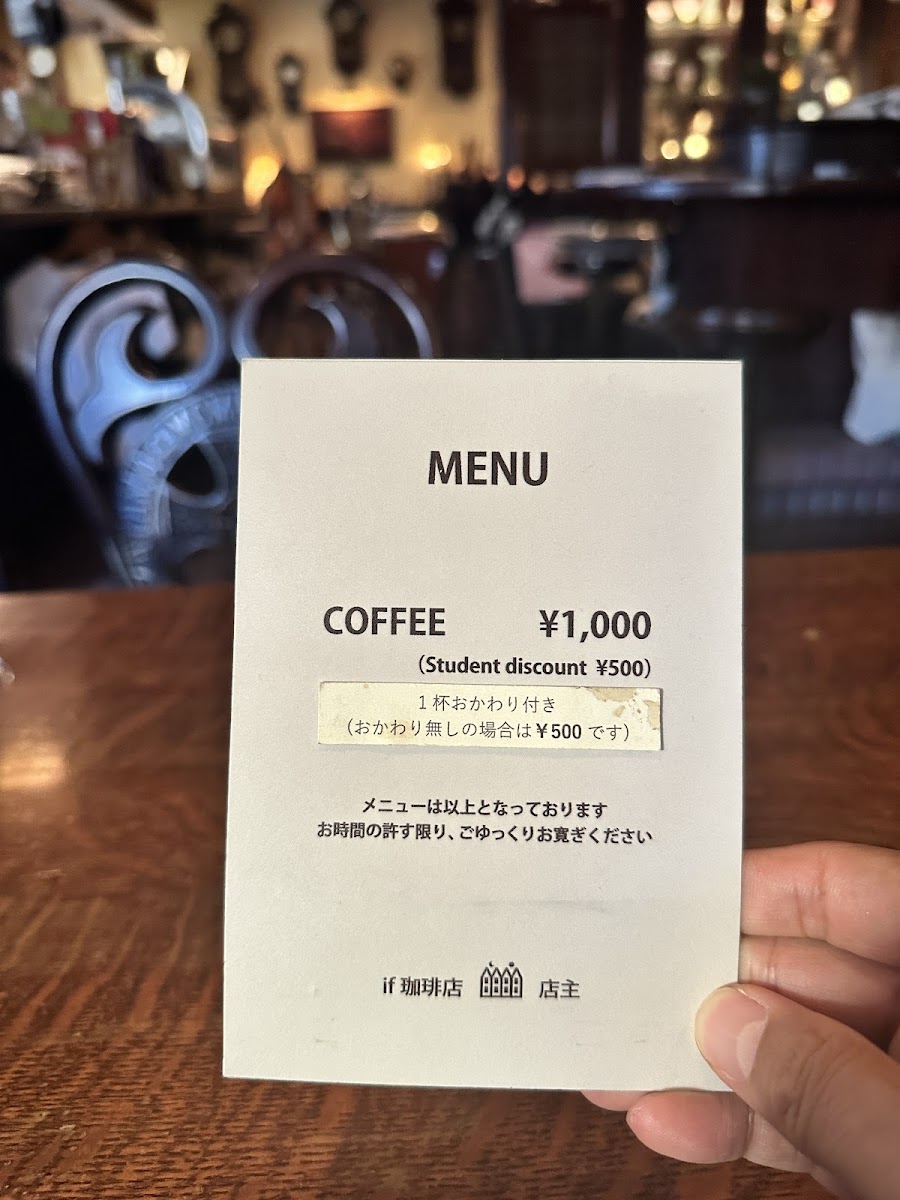 MENU
COFFEE ¥1,000
(Student discount ¥500)
1杯おかわり付き
(おかわり無しの場合は¥500です)
メニューは以上となっております
お時間の許す限り、ごゆっくりお寛ぎください
if 珈琲店 店主